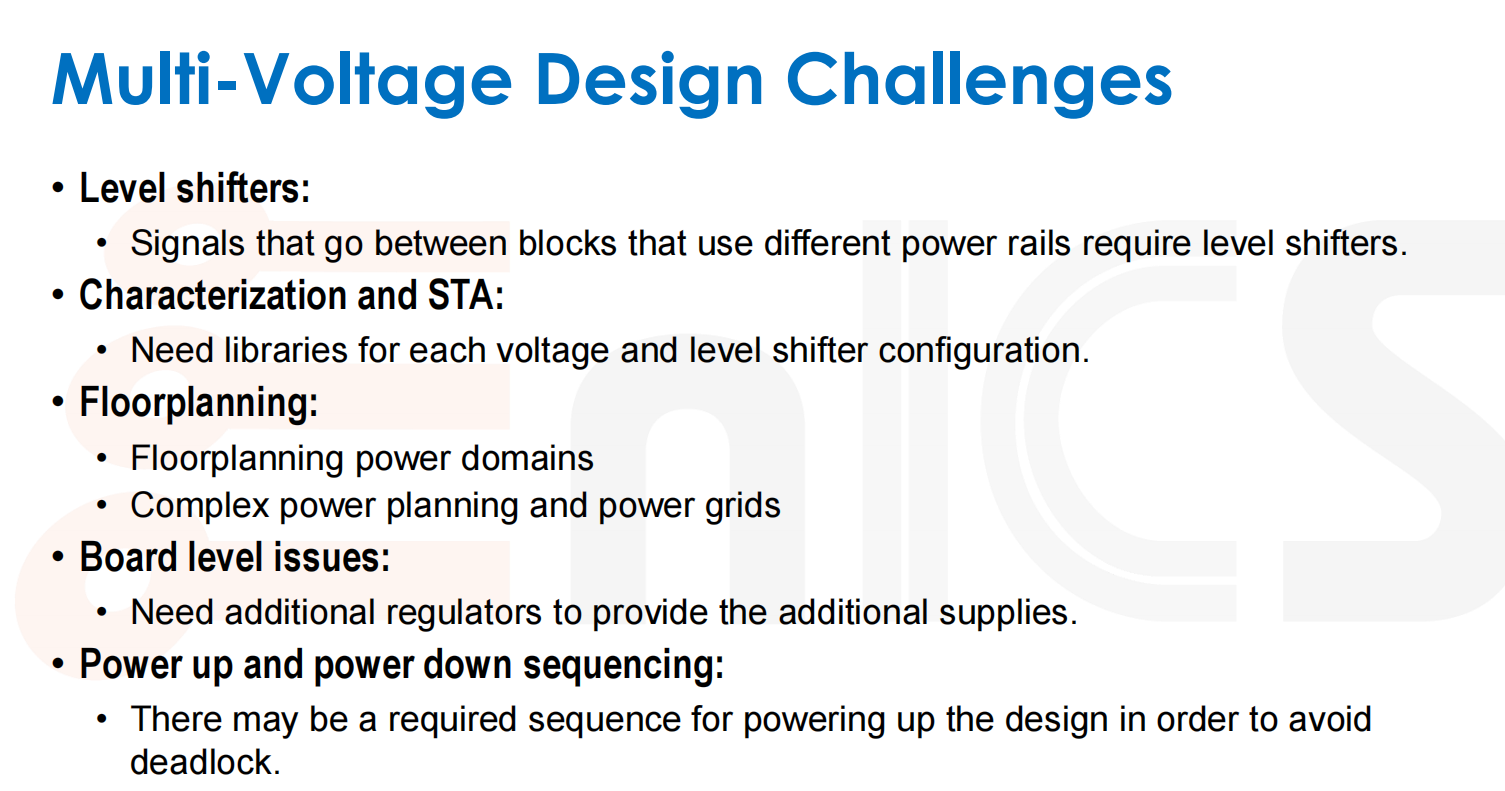 Multi-Voltage Design Challenges
• Level shifters:
• Signals that go between blocks that use different power rails require level shifters.
• Characterization and STA:
• Need libraries for each voltage and level shifter configuration.
• Floorplanning:
• Floorplanning power domains
• Complex power planning and power grids
• Board level issues:
• Need additional regulators to provide the additional supplies.
• Power up and power down sequencing:
• There may be a required sequence for powering up the design in order to avoid
deadlock.
EnICS